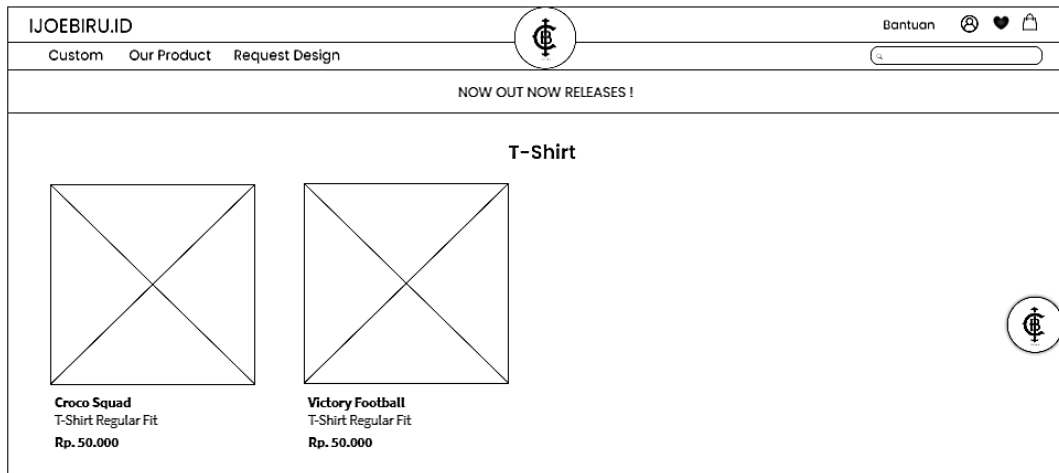 IJOEBIRU.ID
Bantuan
Custom Our Product Request Design
NOW OUT NOW RELEASES !
T-Shirt
Croco Squad
T-Shirt Regular Fit
Rp. 50.000
Victory Football
T-Shirt Regular Fit
Rp. 50.000